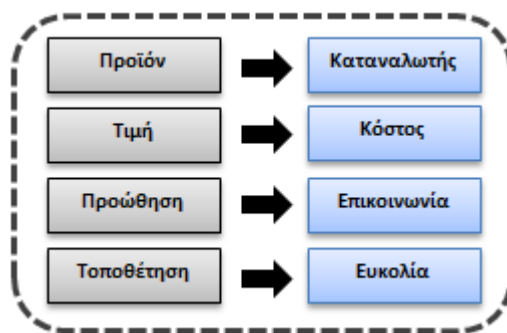 Προϊόν Καταναλωτής
Τιμή Κόστος
Προώθηση Επικοινωνία
Τοποθέτηση Ευκολία